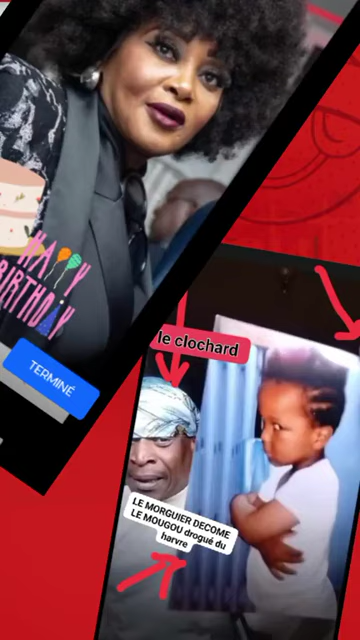 HAPPY
BIRTHDAY
TERMINÉ
le clochard
LE MORGUIER DECOME
LE MOUGOU drogué du
harvre